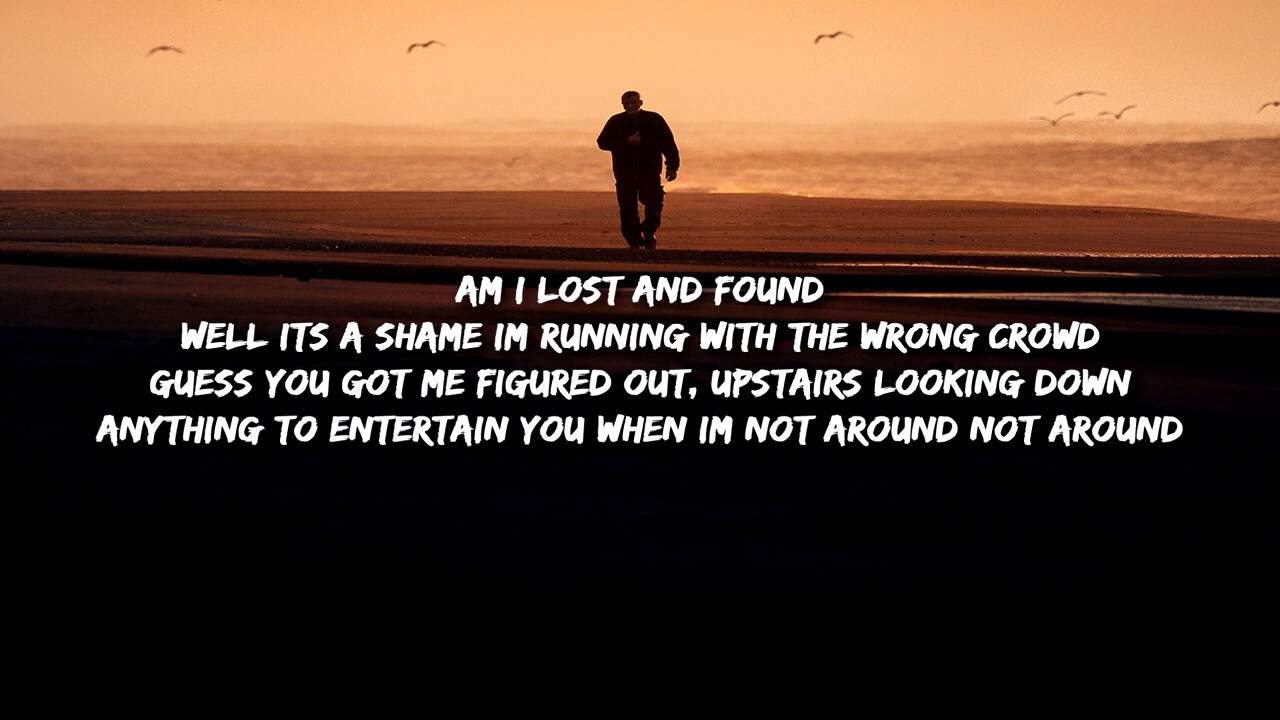 AM I LOST AND FOUND
WELL ITS A SHAME IM RUNNING WITH THE WRONG CROWD
GUESS YOU GOT ME FIGURED OUT, UPSTAIRS LOOKING DOWN
ANYTHING TO ENTERTAIN YOU WHEN IM NOT AROUND NOT AROUND